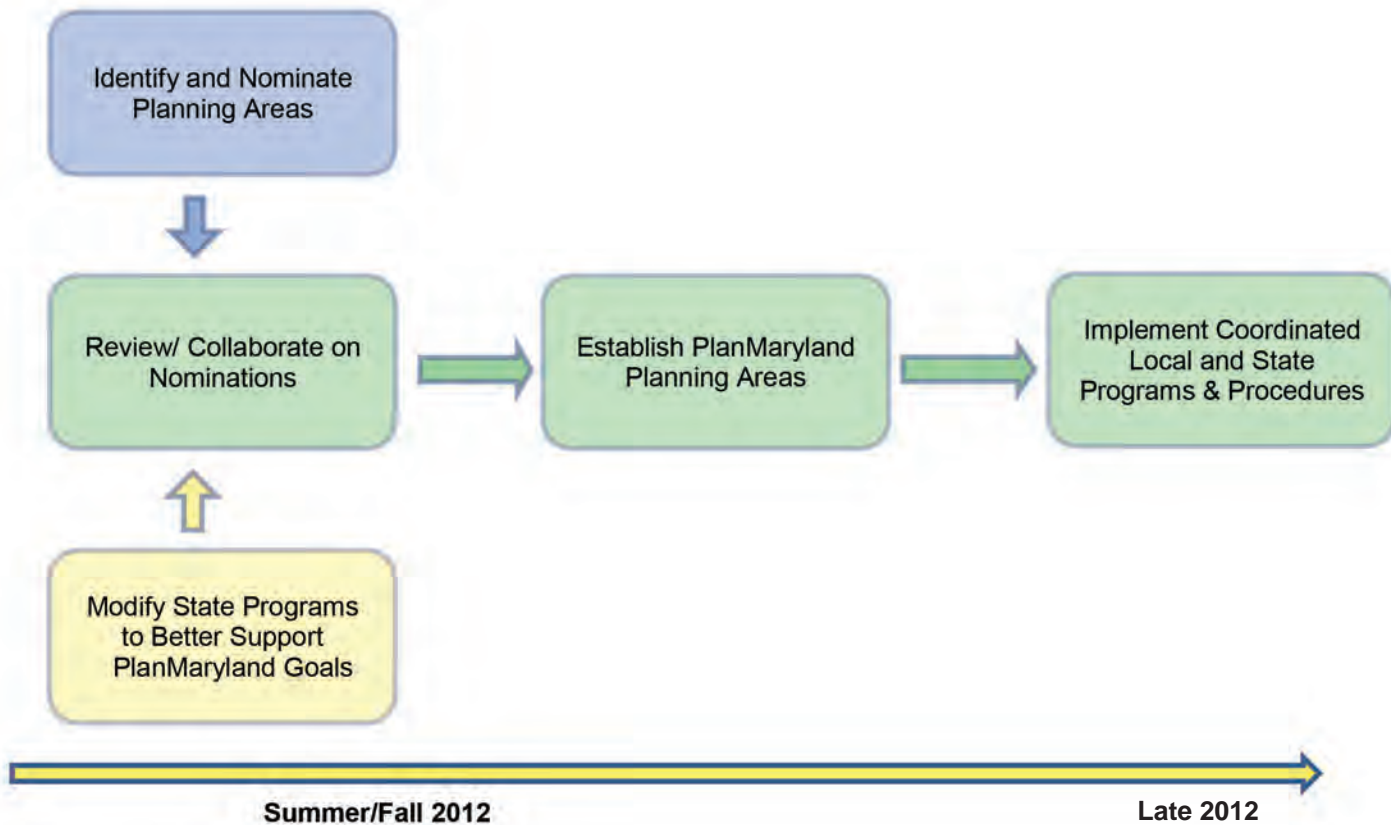 Identify and Nominate
Planning Areas
Review/ Collaborate on
Nominations
Establish PlanMaryland
Planning Areas
Implement Coordinated
Local and State
Programs & Procedures
Modify State Programs
to Better Support
PlanMaryland Goals
Summer/Fall 2012
Late 2012